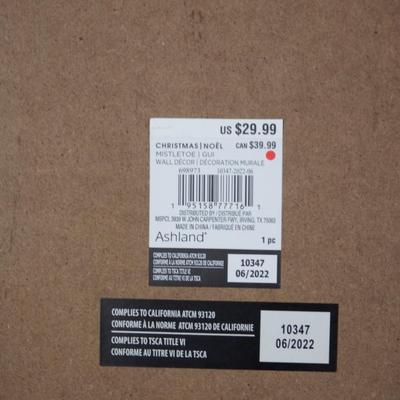 US $29.99
CHRISTMAS | NOËL CAN $39.99
MISTLETOE | GUI
WALL DÉCOR | DÉCORATION MURALE
698973 10347-2022-06
1 95158 77716 1
DISTRIBUTED BY / DISTRIBUÉ PAR
MSPCI, 3939 W JOHN CARPENTER FWY, IRVING, TX 75063
MADE IN CHINA / FABRIQUÉ EN CHINE
Ashland® 1 pc
COMPLIES TO CALIFORNIA ATCM 93120
CONFORME À LA NORME ATCM 93120 DE CALIFORNIE
COMPLIES TO TSCA TITLE VI
CONFORME AU TITRE VI DE LA TSCA
10347
06/2022
COMPLIES TO CALIFORNIA ATCM 93120
CONFORME À LA NORME ATCM 93120 DE CALIFORNIE
COMPLIES TO TSCA TITLE VI
CONFORME AU TITRE VI DE LA TSCA
10347
06/2022